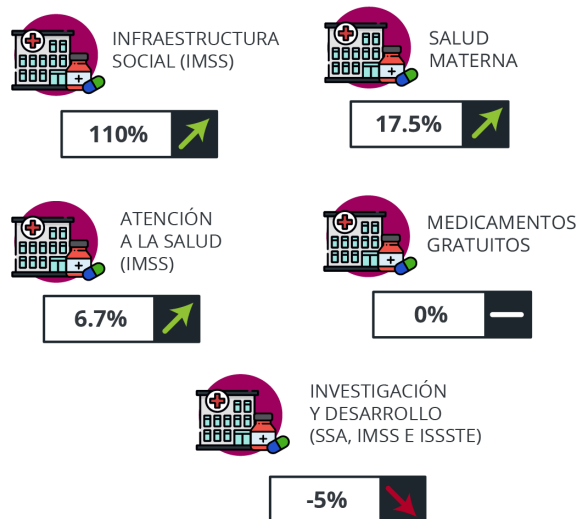 INFRAESTRUCTURA
SOCIAL (IMSS)
110%
SALUD
MATERNA
17.5%
ATENCIÓN
A LA SALUD
(IMSS)
6.7%
MEDICAMENTOS
GRATUITOS
0%
INVESTIGACIÓN
Y DESARROLLO
(SSA, IMSS E ISSSTE)
-5%